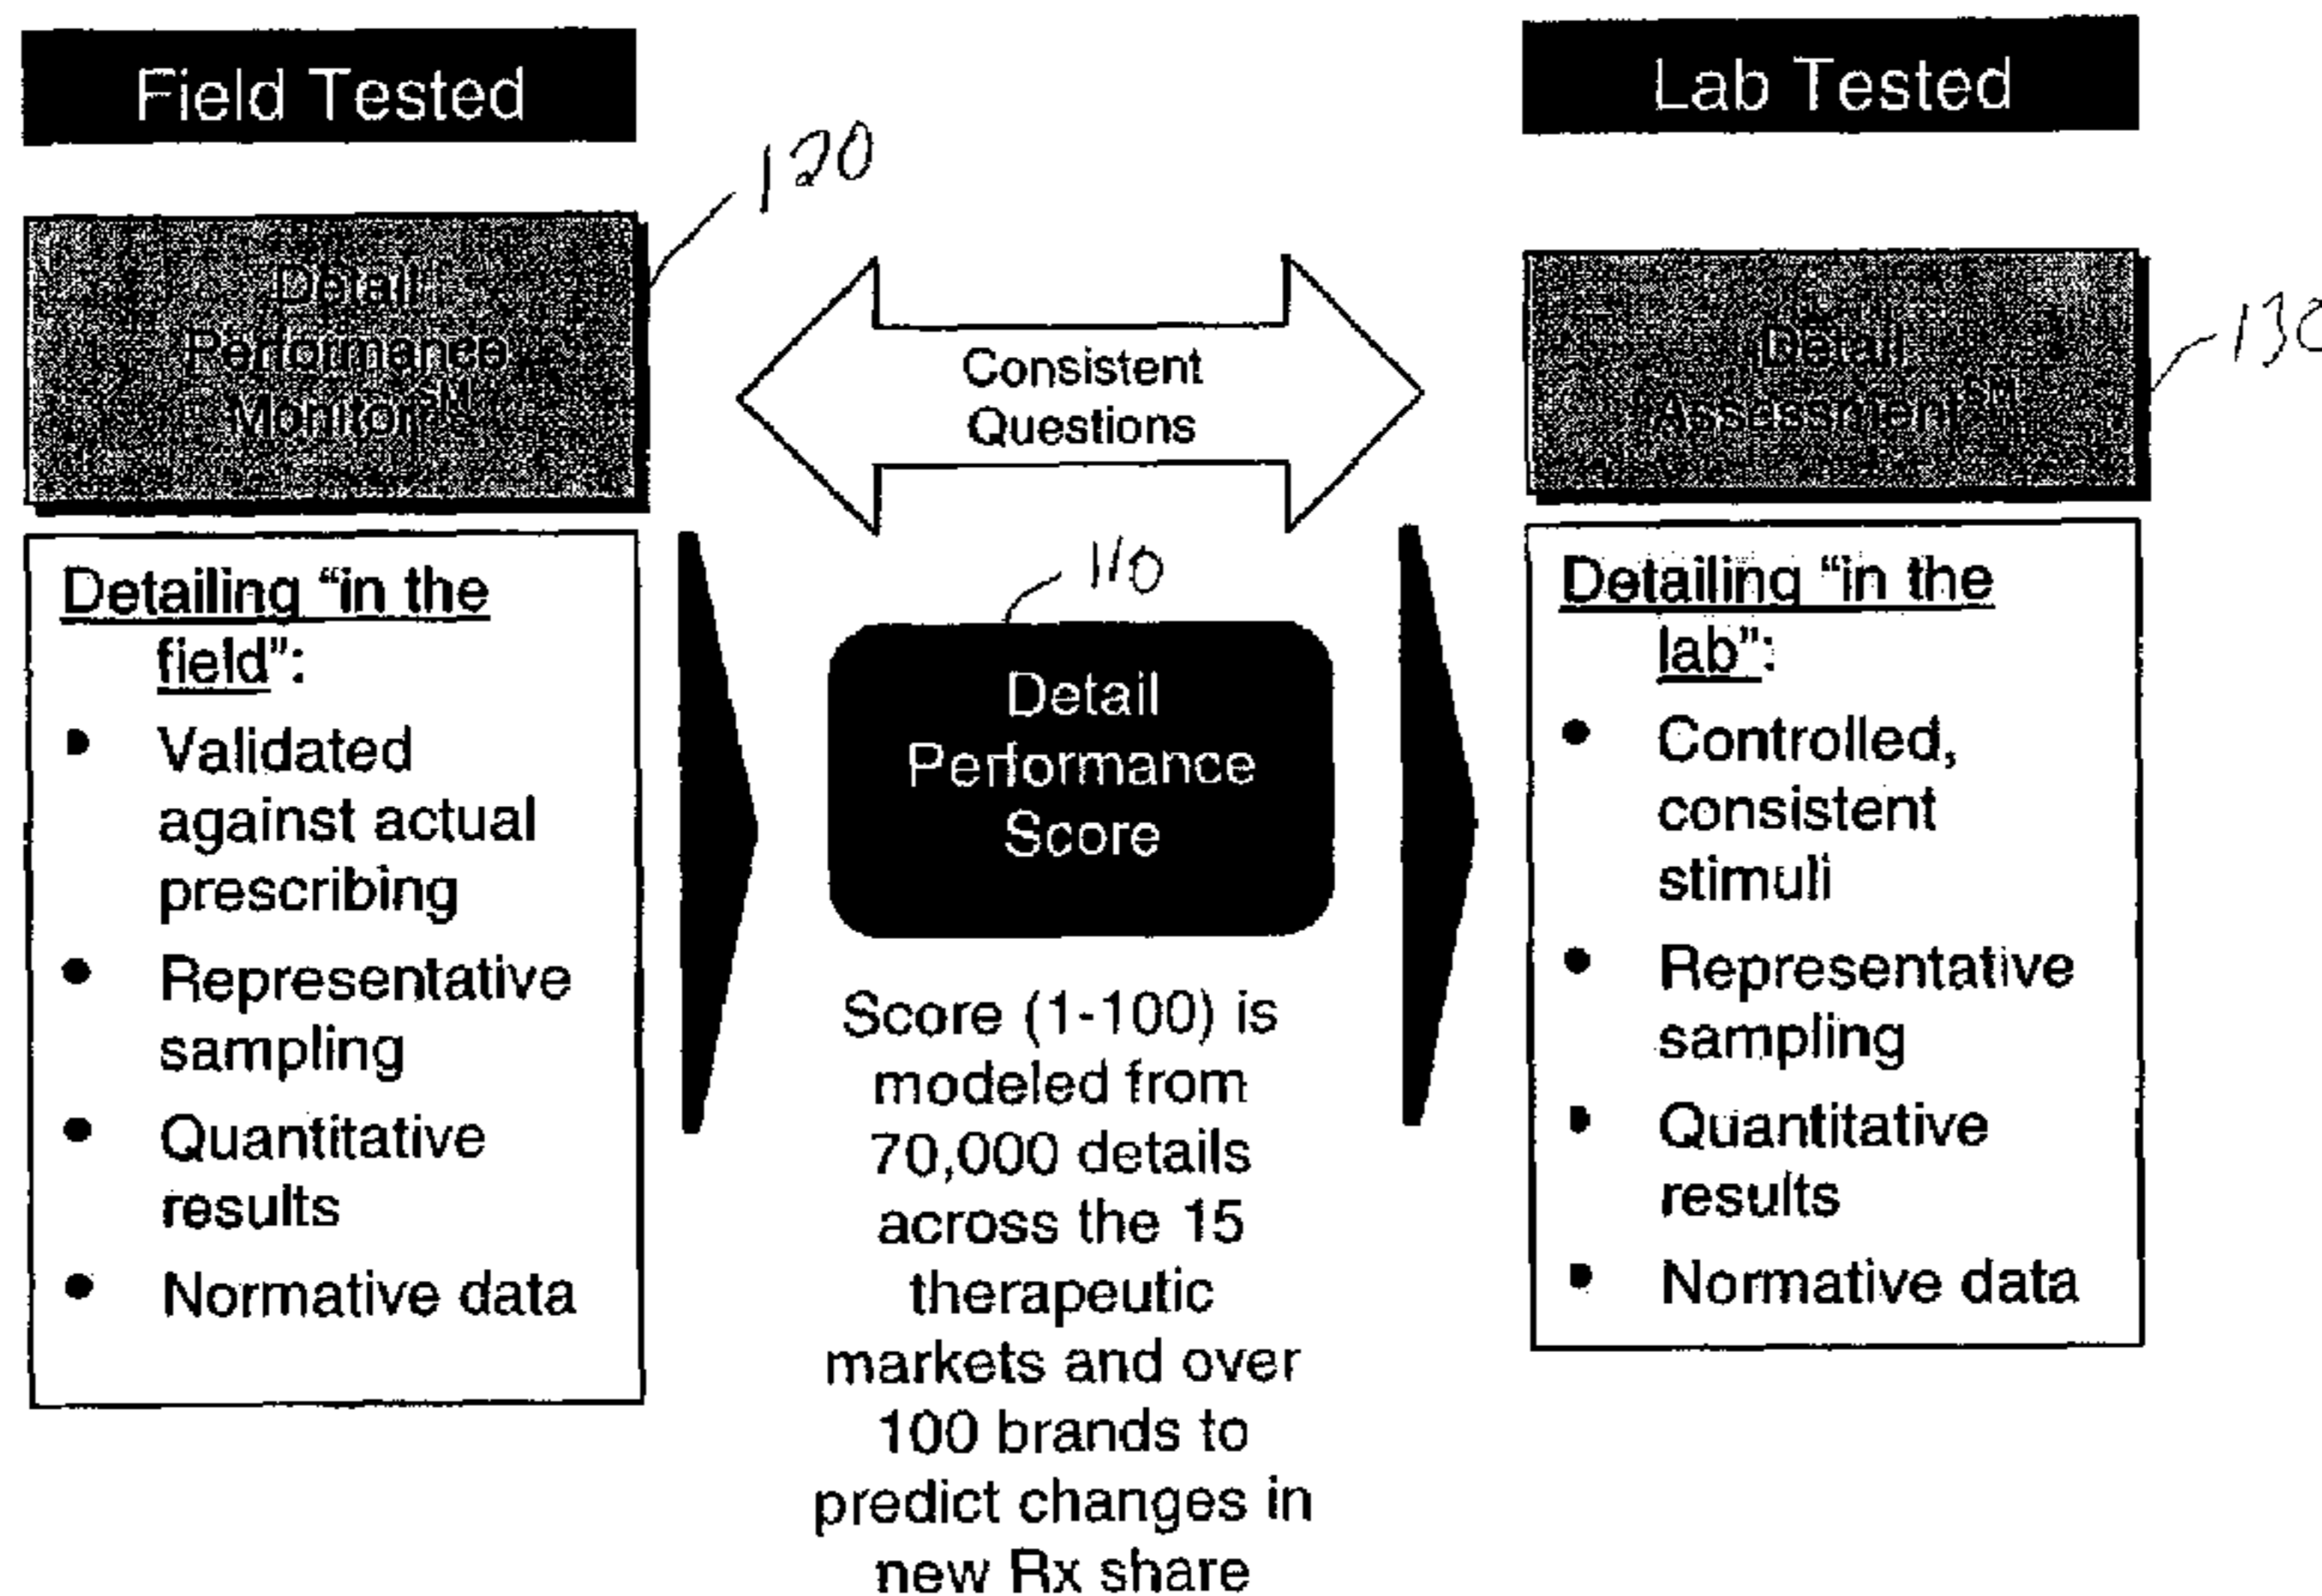 Field Tested
Lab Tested
120
Detail
Performance
Monitor SM
Consistent
Questions
Detail
Assessment SM
130
Detailing “in the
field”:
• Validated
against actual
prescribing
• Representative
sampling
• Quantitative
results
• Normative data
110
Detail
Performance
Score
Score (1-100) is
modeled from
70,000 details
across the 15
therapeutic
markets and over
100 brands to
predict changes in
new Rx share
Detailing “in the
lab”:
• Controlled,
consistent
stimuli
• Representative
sampling
• Quantitative
results
• Normative data